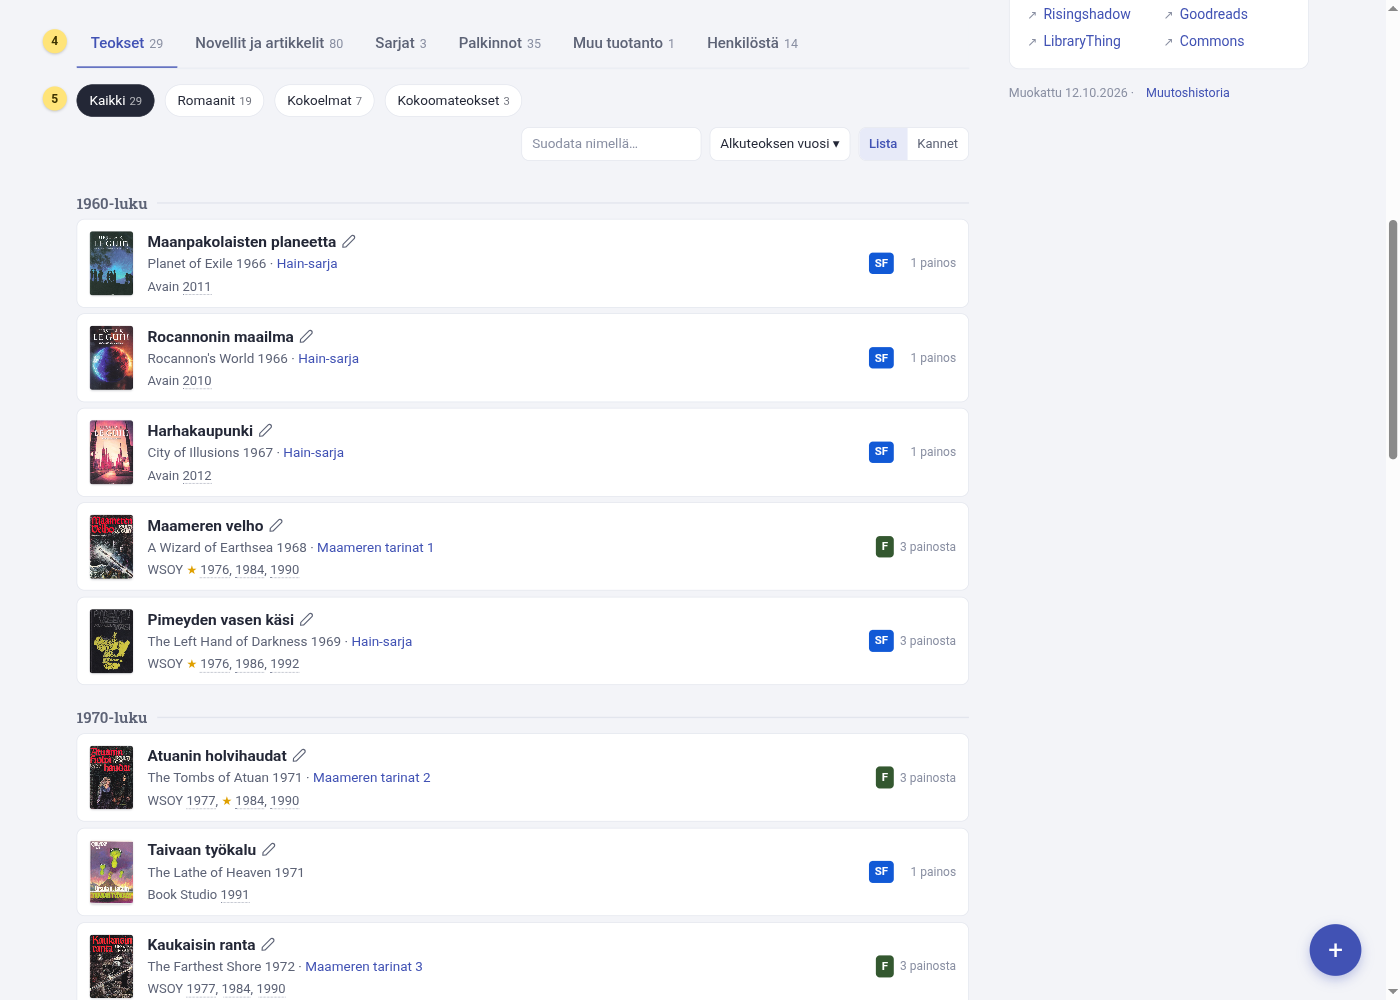 ↗ Risingshadow ↗ Goodreads
↗ LibraryThing ↗ Commons
Muokattu 12.10.2026 · Muutoshistoria
4 Teokset 29 Novellit ja artikkelit 80 Sarjat 3 Palkinnot 35 Muu tuotanto 1 Henkilöstä 14
5 Kaikki 29 Romaanit 19 Kokoelmat 7 Kokoomateokset 3
Suodata nimellä... Alkuteoksen vuosi ▾ Lista Kannet
1960-luku
Maanpakolaisten planeetta
Planet of Exile 1966 · Hain-sarja
SF 1 painos
Avain 2011
Rocannonin maailma
Rocannon's World 1966 · Hain-sarja
SF 1 painos
Avain 2010
Harhakaupunki
City of Illusions 1967 · Hain-sarja
SF 1 painos
Avain 2012
Maameren velho
A Wizard of Earthsea 1968 · Maameren tarinat 1
F 3 painosta
WSOY ★ 1976, 1984, 1990
Pimeyden vasen käsi
The Left Hand of Darkness 1969 · Hain-sarja
SF 3 painosta
WSOY ★ 1976, 1986, 1992
1970-luku
Atuanin holvihaudat
The Tombs of Atuan 1971 · Maameren tarinat 2
F 3 painosta
WSOY 1977, ★ 1984, 1990
Taivaan työkalu
The Lathe of Heaven 1971
SF 1 painos
Book Studio 1991
Kaukaisin ranta
The Farthest Shore 1972 · Maameren tarinat 3
F 3 painosta
WSOY 1977, 1984, 1990
+